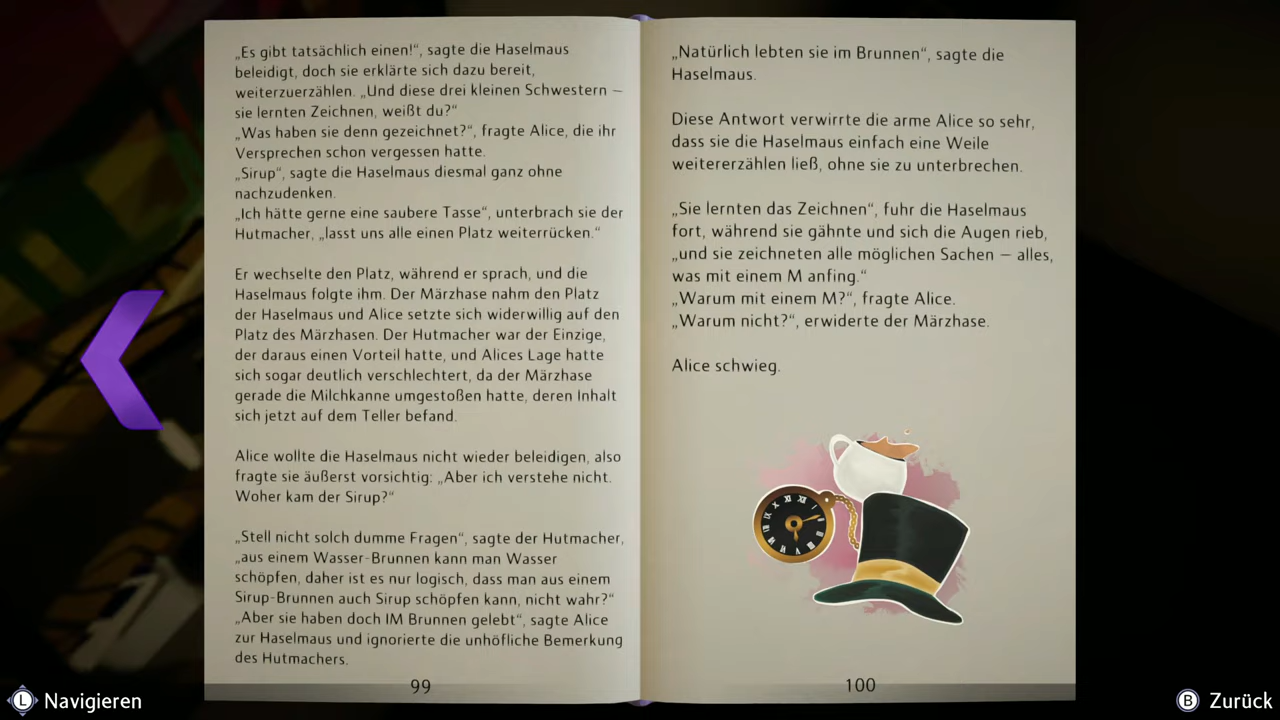 „Es gibt tatsächlich einen!“, sagte die Haselmaus
beleidigt, doch sie erklärte sich dazu bereit,
weiterzuerzählen. „Und diese drei kleinen Schwestern –
sie lernten Zeichnen, weißt du?“
„Was haben sie denn gezeichnet?“, fragte Alice, die ihr
Versprechen schon vergessen hatte.
„Sirup“, sagte die Haselmaus diesmal ganz ohne
nachzudenken.
„Ich hätte gerne eine saubere Tasse“, unterbrach sie der
Hutmacher, „lasst uns alle einen Platz weiterrücken.“
Er wechselte den Platz, während er sprach, und die
Haselmaus folgte ihm. Der Märzhase nahm den Platz
der Haselmaus und Alice setzte sich widerwillig auf den
Platz des Märzhasen. Der Hutmacher war der Einzige,
der daraus einen Vorteil hatte, und Alices Lage hatte
sich sogar deutlich verschlechtert, da der Märzhase
gerade die Milchkanne umgestoßen hatte, deren Inhalt
sich jetzt auf dem Teller befand.
Alice wollte die Haselmaus nicht wieder beleidigen, also
fragte sie äußerst vorsichtig: „Aber ich verstehe nicht.
Woher kam der Sirup?“
„Stell nicht solch dumme Fragen“, sagte der Hutmacher,
„aus einem Wasser-Brunnen kann man Wasser
schöpfen, daher ist es nur logisch, dass man aus einem
Sirup-Brunnen auch Sirup schöpfen kann, nicht wahr?“
„Aber sie haben doch IM Brunnen gelebt“, sagte Alice
zur Haselmaus und ignorierte die unhöfliche Bemerkung
des Hutmachers.
99
„Natürlich lebten sie im Brunnen“, sagte die
Haselmaus.
Diese Antwort verwirrte die arme Alice so sehr,
dass sie die Haselmaus einfach eine Weile
weitererzählen ließ, ohne sie zu unterbrechen.
„Sie lernten das Zeichnen“, fuhr die Haselmaus
fort, während sie gähnte und sich die Augen rieb,
„und sie zeichneten alle möglichen Sachen – alles,
was mit einem M anfing.“
„Warum mit einem M?“, fragte Alice.
„Warum nicht?“, erwiderte der Märzhase.
Alice schwieg.
100
L Navigieren
B Zurück